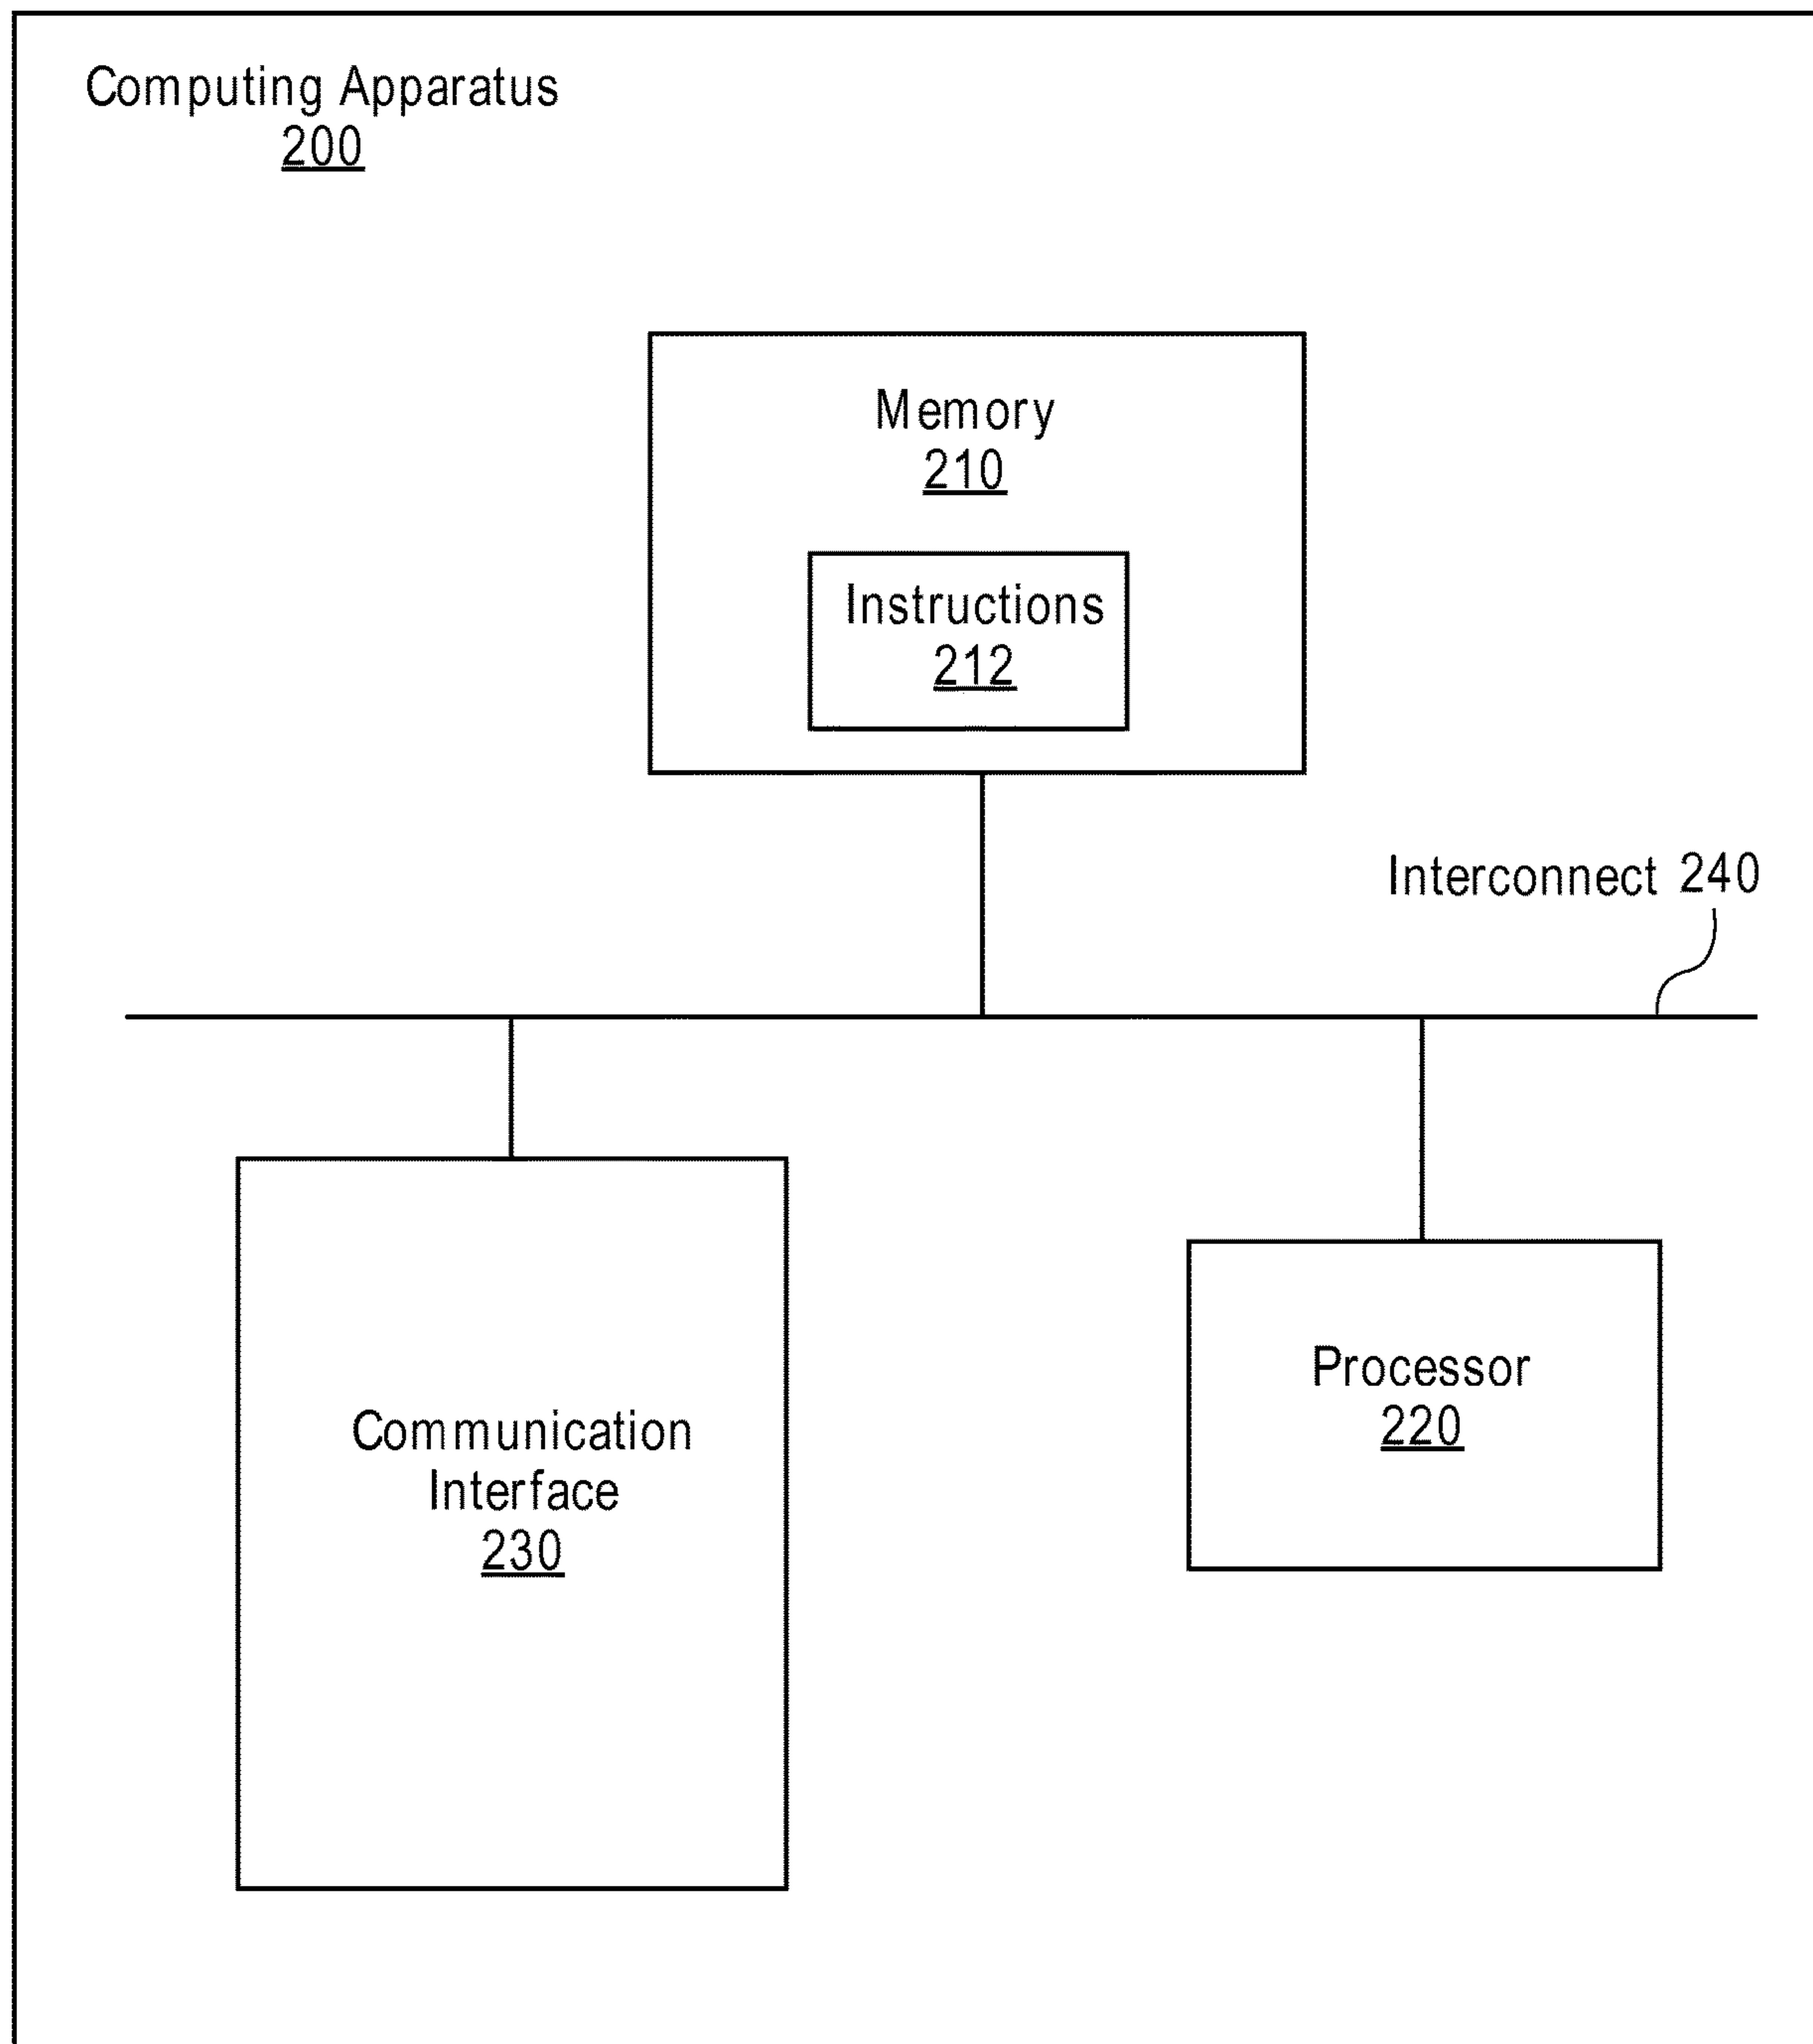 Computing Apparatus
200
Memory
210
Instructions
212
Interconnect 240
Communication
Interface
230
Processor
220